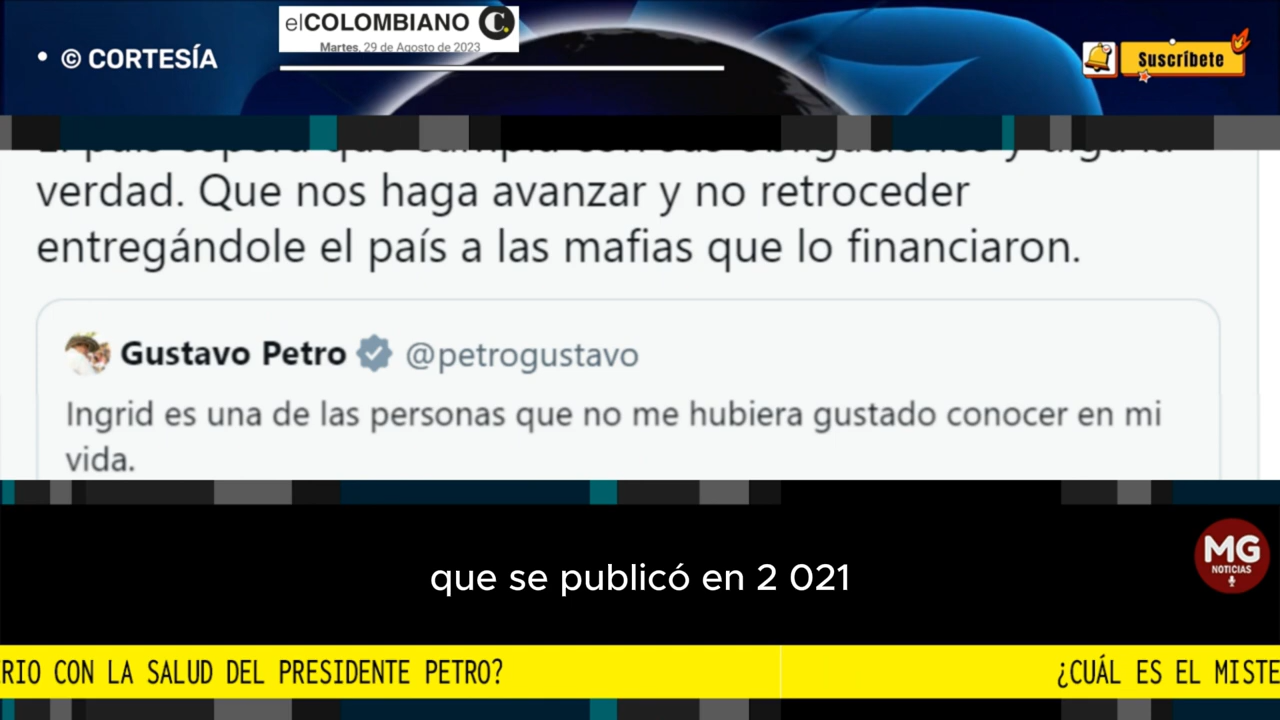 elCOLOMBIANO C.
Martes, 29 de Agosto de 2023
• © CORTESÍA
Suscríbete
verdad. Que nos haga avanzar y no retroceder
entregándole el país a las mafias que lo financiaron.
Gustavo Petro @petrogustavo
Ingrid es una de las personas que no me hubiera gustado conocer en mi
vida.
MG
NOTICIAS
que se publicó en 2 021
RIO CON LA SALUD DEL PRESIDENTE PETRO? ¿CUÁL ES EL MISTE